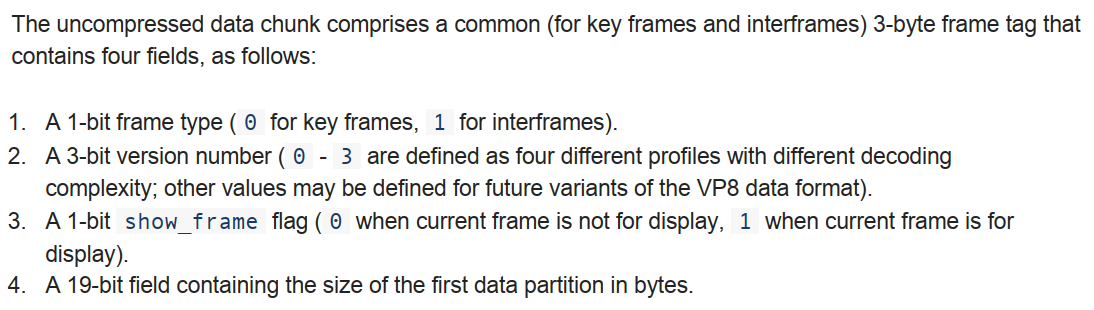 The uncompressed data chunk comprises a common (for key frames and interframes) 3-byte frame tag that
contains four fields, as follows:
1. A 1-bit frame type ( 0 for key frames, 1 for interframes).
2. A 3-bit version number ( 0 - 3 are defined as four different profiles with different decoding
complexity; other values may be defined for future variants of the VP8 data format).
3. A 1-bit show_frame flag ( 0 when current frame is not for display, 1 when current frame is for
display).
4. A 19-bit field containing the size of the first data partition in bytes.